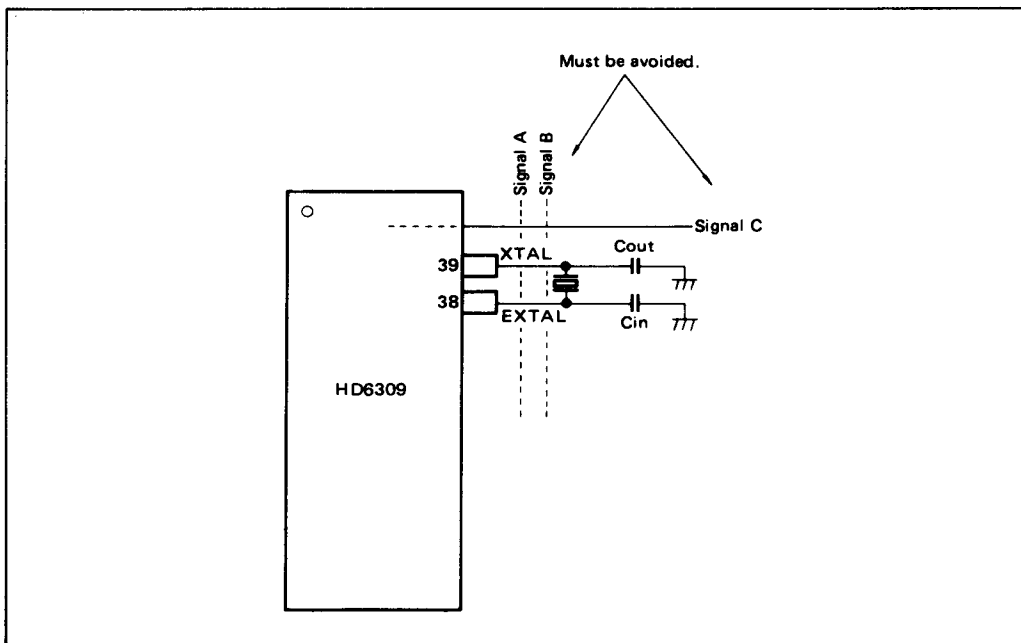 Must be avoided.
Signal A
Signal B
Signal C
Cout
39
XTAL
38
EXTAL
Cin
HD6309